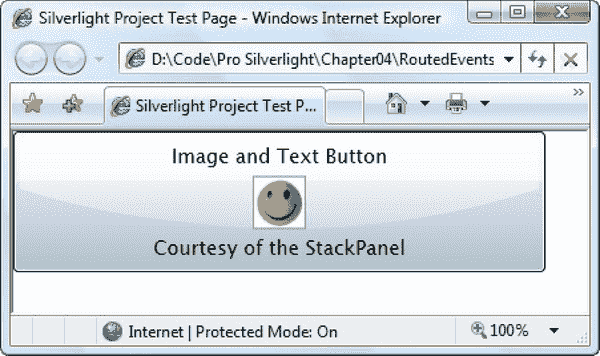 Silverlight Project Test Page - Windows Internet Explorer
D:\Code\Pro Silverlight\Chapter04\RoutedEvents
Silverlight Project Test P...
Image and Text Button
Courtesy of the StackPanel
Internet | Protected Mode: On
100%